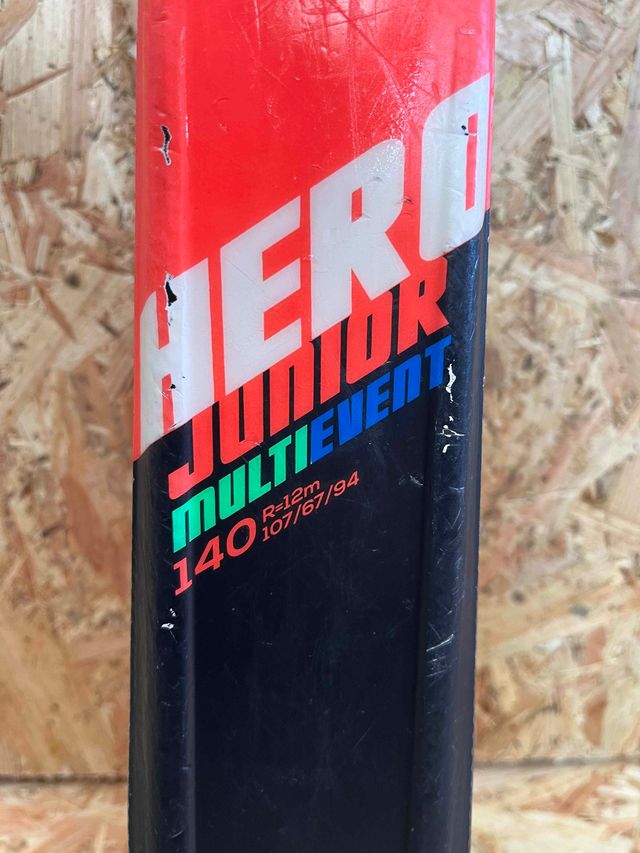 HERO
JUNIOR
MULTIEVENT
140 R=12m
107/67/94